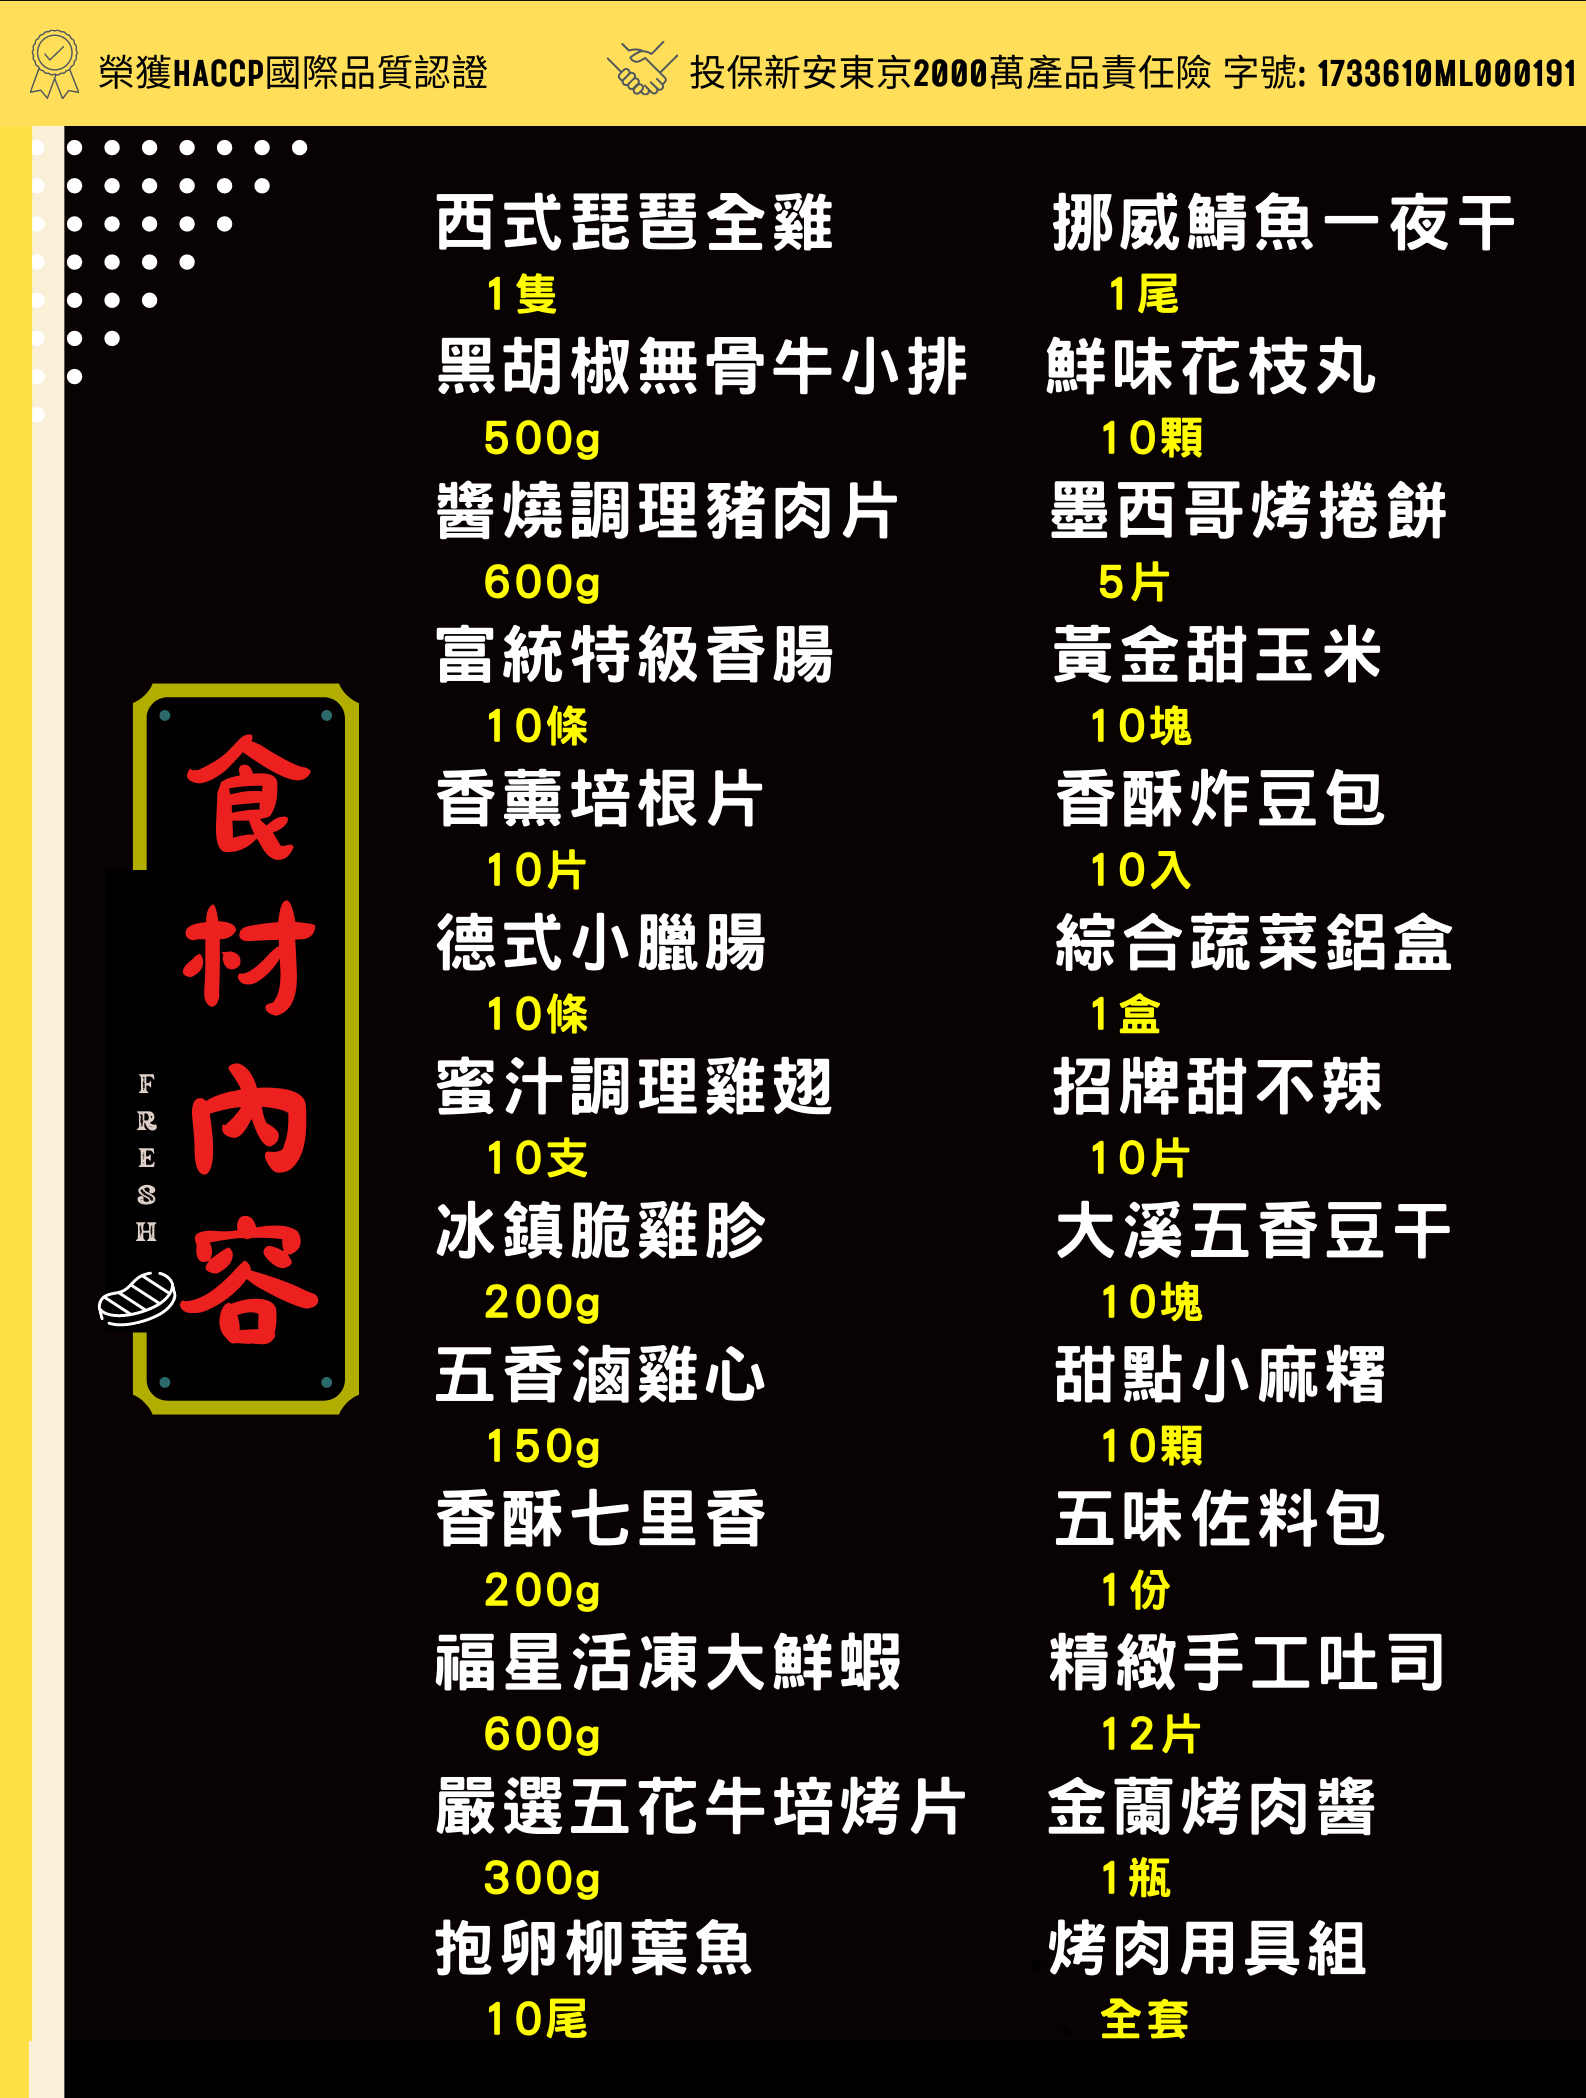 榮獲HACCP國際品質認證
投保新安東京2000萬產品責任險 字號: 1733610ML000191
食材內容
FRESH
西式琵琶全雞
1隻
黑胡椒無骨牛小排
500g
醬燒調理豬肉片
600g
富統特級香腸
10條
香薰培根片
10片
德式小臘腸
10條
蜜汁調理雞翅
10支
冰鎮脆雞胗
200g
五香滷雞心
150g
香酥七里香
200g
福星活凍大鮮蝦
600g
嚴選五花牛培烤片
300g
抱卵柳葉魚
10尾
挪威鯖魚一夜干
1尾
鮮味花枝丸
10顆
墨西哥烤捲餅
5片
黃金甜玉米
10塊
香酥炸豆包
10入
綜合蔬菜鋁盒
1盒
招牌甜不辣
10片
大溪五香豆干
10塊
甜點小麻糬
10顆
五味佐料包
1份
精緻手工吐司
12片
金蘭烤肉醬
1瓶
烤肉用具組
全套